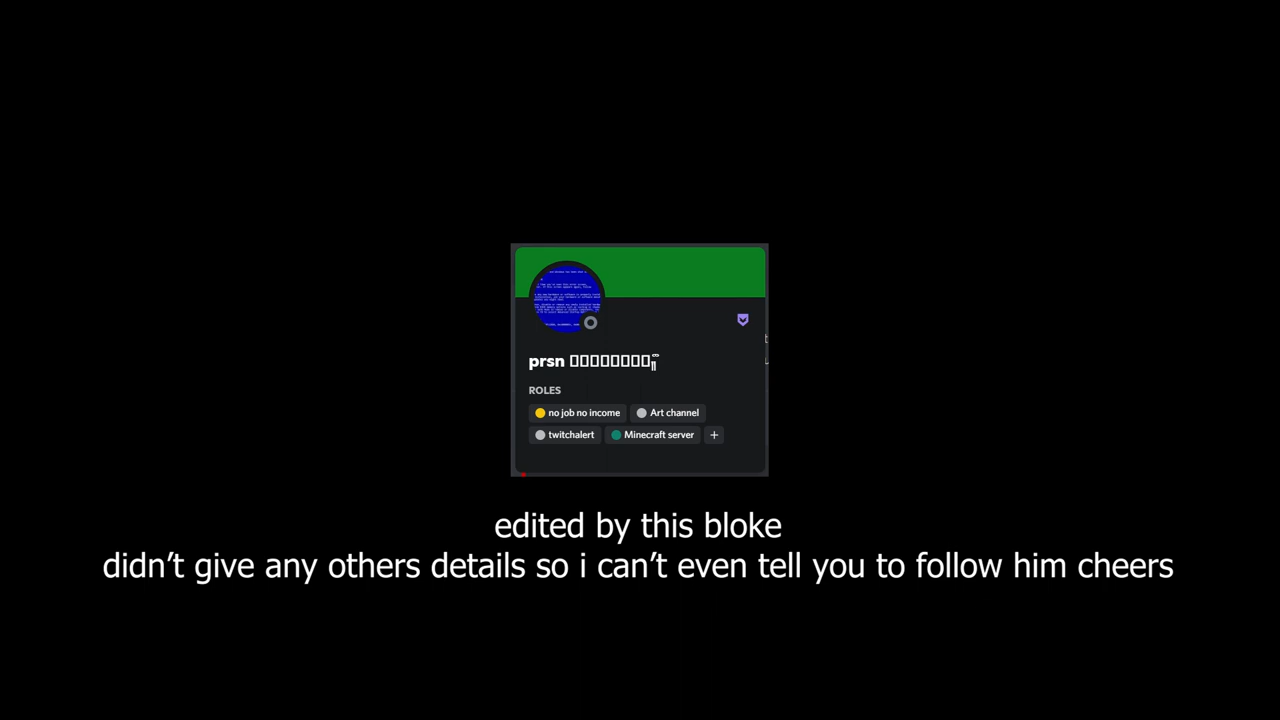 prsn
ROLES
no job no income
Art channel
twitchalert
Minecraft server
+
edited by this bloke
didn’t give any others details so i can’t even tell you to follow him cheers